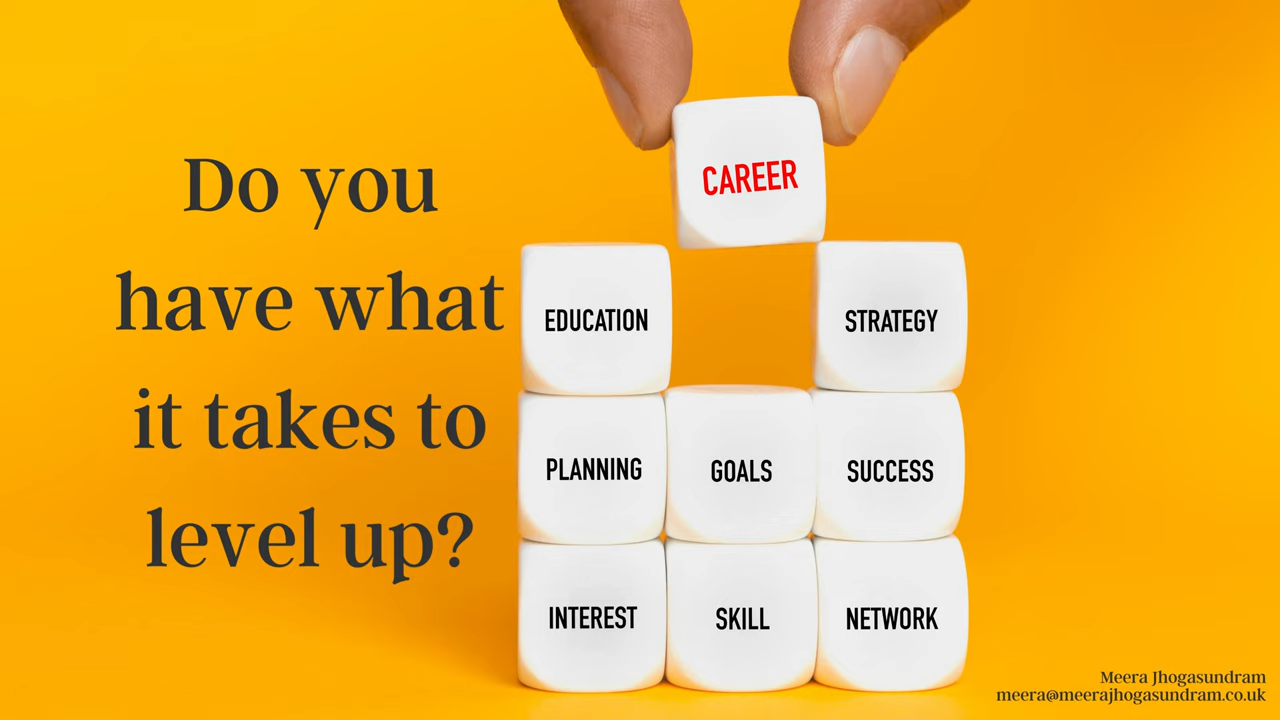 Do you
have what
it takes to
level up?
CAREER
EDUCATION
STRATEGY
PLANNING
GOALS
SUCCESS
INTEREST
SKILL
NETWORK
Meera Jhogasundram
meera@meerajhogasundram.co.uk